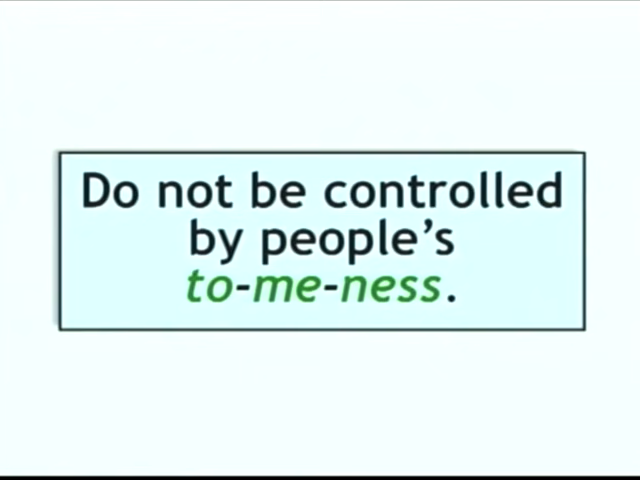 Do not be controlled
by people's
to-me-ness.